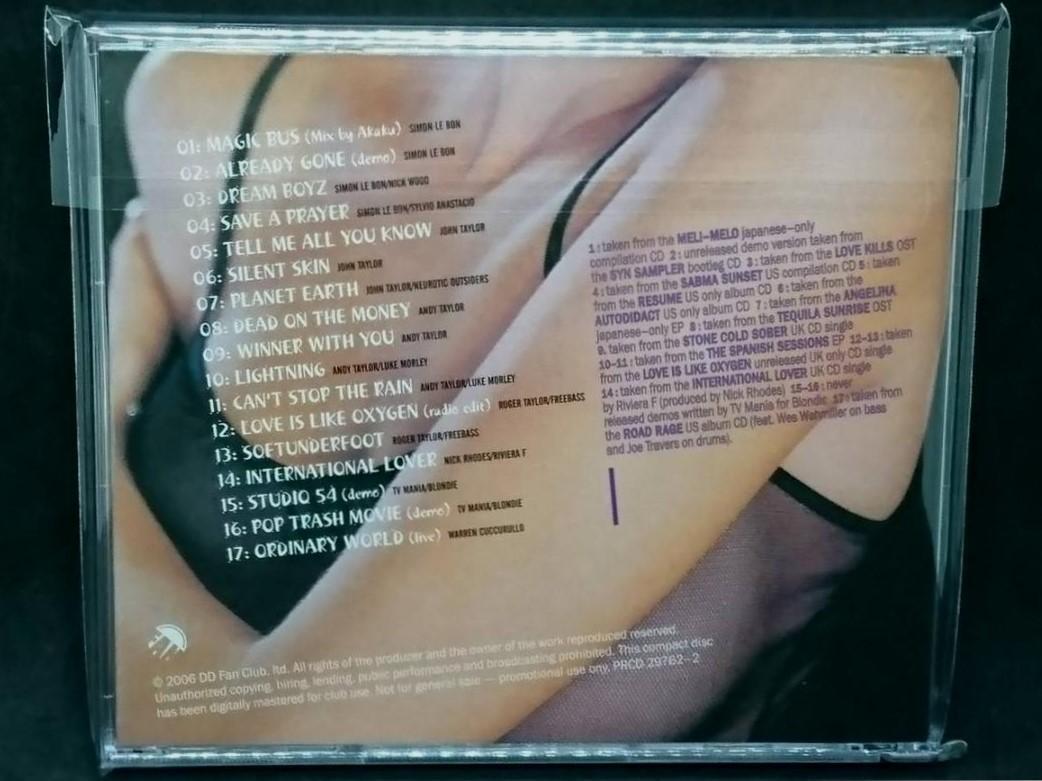 01: MAGIC BUS (Mix by Akaku) SIMON LE BON
02: ALREADY GONE (demo) SIMON LE BON
03: DREAM BOYZ SIMON LE BON/NICK WOOD
04: SAVE A PRAYER SIMON LE BON/SYLVIO ANASTACIO
05: TELL ME ALL YOU KNOW JOHN TAYLOR
06: SILENT SKIN JOHN TAYLOR
07: PLANET EARTH JOHN TAYLOR/NEUROTIC OUTSIDERS
08: DEAD ON THE MONEY ANDY TAYLOR
09: WINNER WITH YOU ANDY TAYLOR
10: LIGHTNING ANDY TAYLOR/LUKE MORLEY
11: CAN'T STOP THE RAIN ANDY TAYLOR/LUKE MORLEY
12: LOVE IS LIKE OXYGEN (radio edit) ROGER TAYLOR/FREEBASS
13: SOFTUNDERFOOT ROGER TAYLOR/FREEBASS
14: INTERNATIONAL LOVER NICK RHODES/RIVIERA F
15: STUDIO 54 (demo) TV MANIA/BLONDIE
16: POP TRASH MOVIE (demo) TV MANIA/BLONDIE
17: ORDINARY WORLD (live) WARREN CUCCURULLO
1: taken from the MELI-MELO japanese-only
compilation CD 2: unreleased demo version taken from
the SYN SAMPLER bootleg CD 3: taken from the LOVE KILLS OST
4: taken from the SABMA SUNSET US compilation CD 5: taken
from the RESUME US only album CD 6: taken from the
AUTODIDACT US only album CD 7: taken from the ANGELINA
japanese-only EP 8: taken from the TEQUILA SUNRISE OST
9. taken from the STONE COLD SOBER UK CD single
10-11: taken from the THE SPANISH SESSIONS EP 12-13: taken
from the LOVE IS LIKE OXYGEN unreleased UK only CD single
14: taken from the INTERNATIONAL LOVER UK CD single
by Riviera F (produced by Nick Rhodes) 15-16: never
released demos written by TV Mania for Blondie 17: taken from
the ROAD RAGE US album CD (feat. Wes Wehmiller on bass
and Joe Travers on drums).
© 2006 DD Fan Club, ltd. All rights of the producer and the owner of the work reproduced reserved.
Unauthorized copying, hiring, lending, public performance and broadcasting prohibited. This compact disc
has been digitally mastered for club use. Not for general sale — promotional use only. PRCD 29762-2